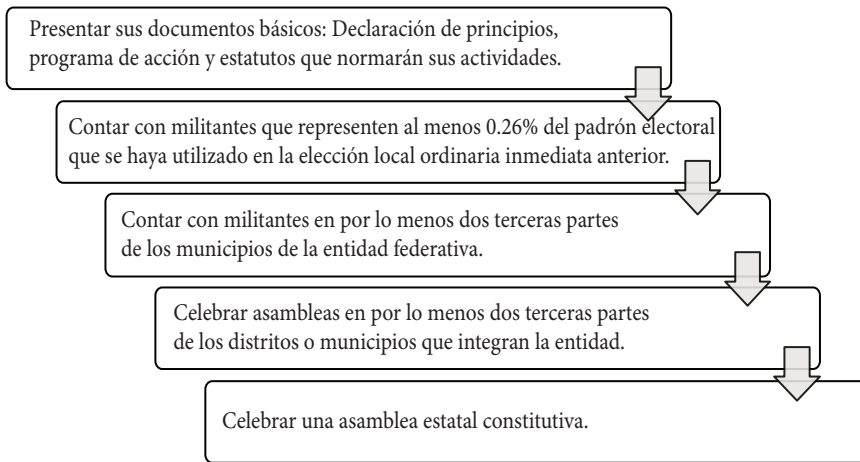 Presentar sus documentos básicos: Declaración de principios,
programa de acción y estatutos que normarán sus actividades.
Contar con militantes que representen al menos 0.26% del padrón electoral
que se haya utilizado en la elección local ordinaria inmediata anterior.
Contar con militantes en por lo menos dos terceras partes
de los municipios de la entidad federativa.
Celebrar asambleas en por lo menos dos terceras partes
de los distritos o municipios que integran la entidad.
Celebrar una asamblea estatal constitutiva.